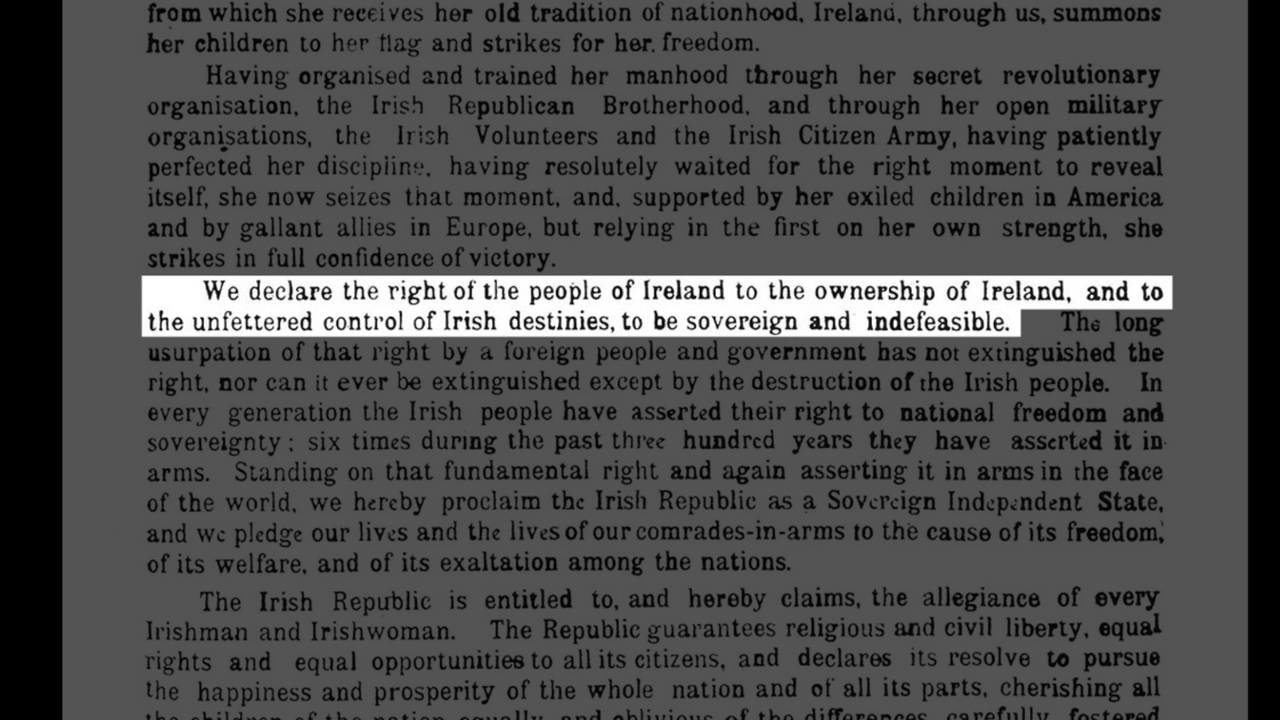 from which she receives her old tradition of nationhood, Ireland, through us, summons
her children to her flag and strikes for her freedom.
Having organised and trained her manhood through her secret revolutionary
organisation, the Irish Republican Brotherhood, and through her open military
organisations, the Irish Volunteers and the Irish Citizen Army, having patiently
perfected her discipline, having resolutely waited for the right moment to reveal
itself, she now seizes that moment, and, supported by her exiled children in America
and by gallant allies in Europe, but relying in the first on her own strength, she
strikes in full confidence of victory.
We declare the right of the people of Ireland to the ownership of Ireland, and to
the unfettered control of Irish destinies, to be sovereign and indefeasible. The long
usurpation of that right by a foreign people and government has not extinguished the
right, nor can it ever be extinguished except by the destruction of the Irish people. In
every generation the Irish people have asserted their right to national freedom and
sovereignty; six times during the past three hundred years they have asserted it in
arms. Standing on that fundamental right and again asserting it in arms in the face
of the world, we hereby proclaim the Irish Republic as a Sovereign Independent State,
and we pledge our lives and the lives of our comrades-in-arms to the cause of its freedom,
of its welfare, and of its exaltation among the nations.
The Irish Republic is entitled to, and hereby claims, the allegiance of every
Irishman and Irishwoman. The Republic guarantees religious and civil liberty, equal
rights and equal opportunities to all its citizens, and declares its resolve to pursue
the happiness and prosperity of the whole nation and of all its parts, cherishing all
the children of the nation equally, and oblivious of the differences carefully fostered